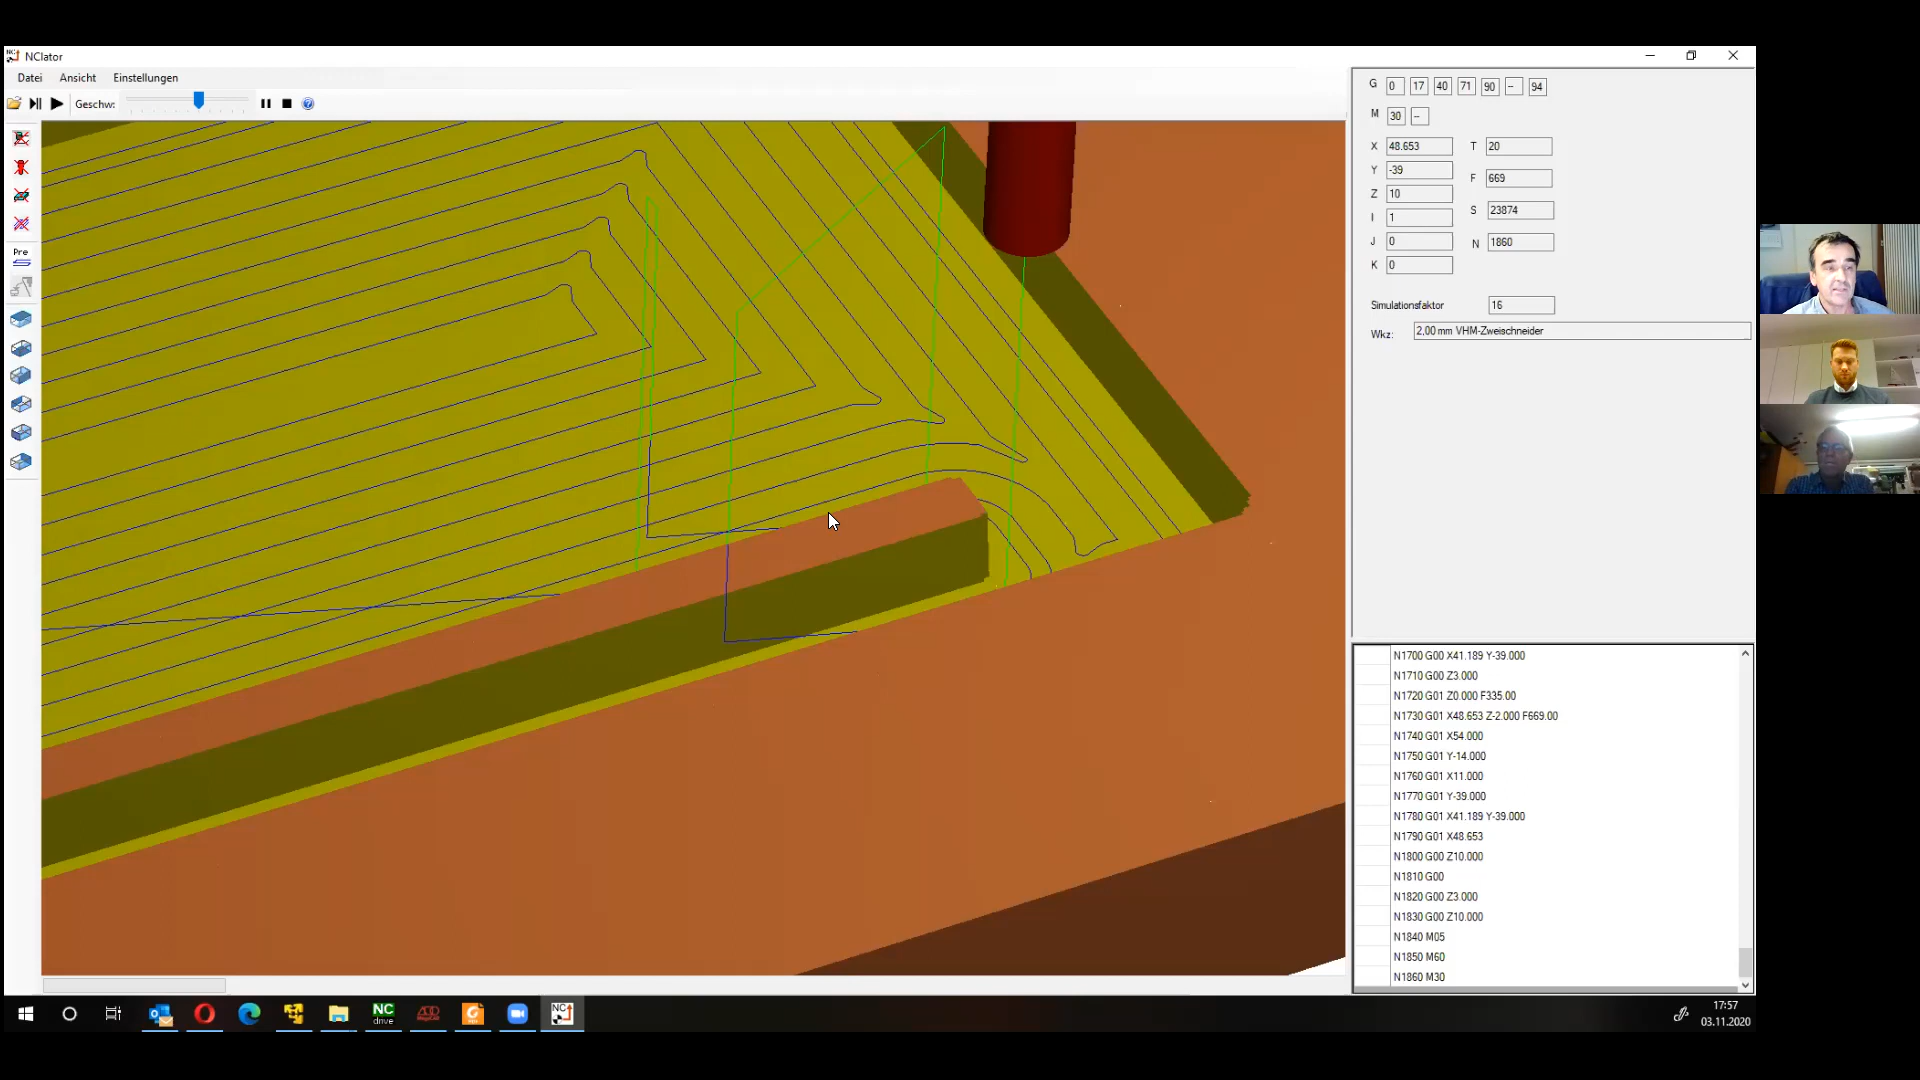 NClator
Datei Ansicht Einstellungen
Geschw:
Pre
G 0 17 40 71 90 -- 94
M 30 --
X 48.653 T 20
Y -39 F 669
Z 10
I 1 S 23874
J 0 N 1860
K 0
Simulationsfaktor 16
Wkz: 2,00 mm VHM-Zweischneider
N1700 G00 X41.189 Y-39.000
N1710 G00 Z3.000
N1720 G01 Z0.000 F335.00
N1730 G01 X48.653 Z-2.000 F669.00
N1740 G01 X54.000
N1750 G01 Y-14.000
N1760 G01 X11.000
N1770 G01 Y-39.000
N1780 G01 X41.189 Y-39.000
N1790 G01 X48.653
N1800 G00 Z10.000
N1810 G00
N1820 G00 Z3.000
N1830 G00 Z10.000
N1840 M05
N1850 M60
N1860 M30
NC
drive
NC
17:57
03.11.2020